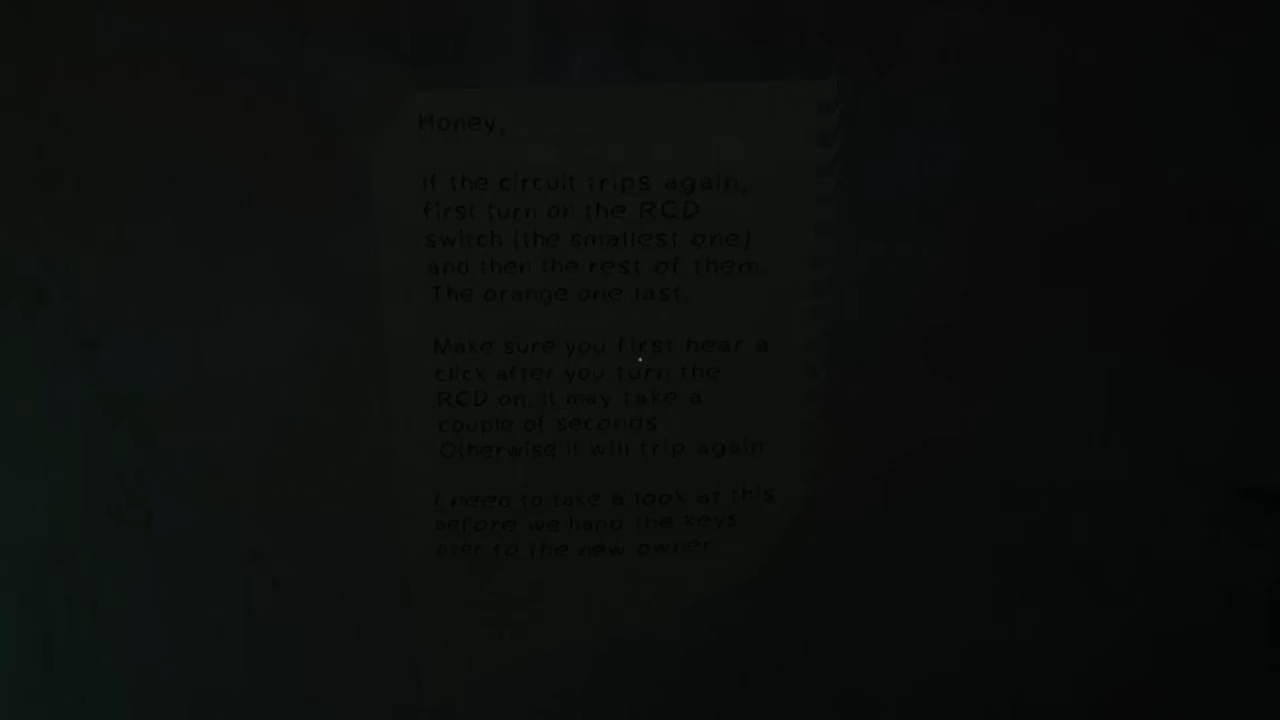 Honey,
If the circuit trips again,
first turn on the RCD
switch (the smallest one)
and then the rest of them.
The orange one last.
Make sure you first hear a
click after you turn the
RCD on, it may take a
couple of seconds.
Otherwise it will trip again.
I need to take a look at this
before we hand the keys
over to the new owner.